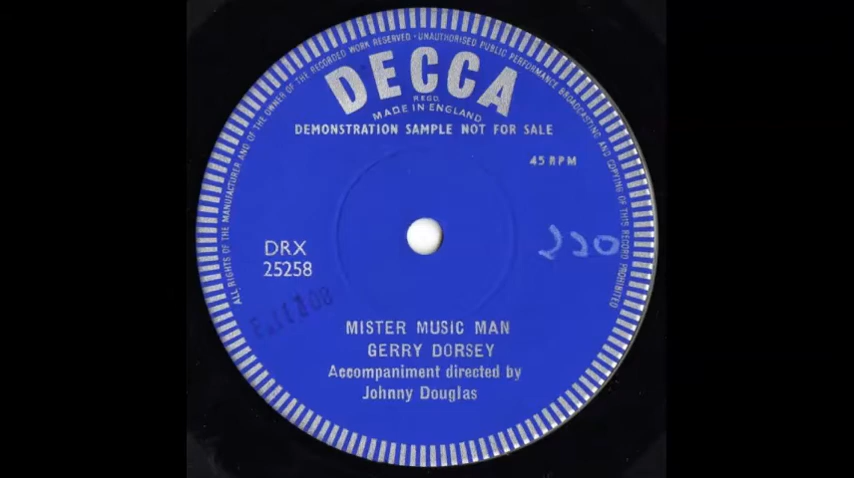 ALL RIGHTS OF THE MANUFACTURER AND OF THE OWNER OF THE RECORDED WORK RESERVED · UNAUTHORISED PUBLIC PERFORMANCE BROADCASTING AND COPYING OF THIS RECORD PROHIBITED
DECCA
REGD.
MADE IN ENGLAND
DEMONSTRATION SAMPLE NOT FOR SALE
45 RPM
220
DRX
25258
MISTER MUSIC MAN
GERRY DORSEY
Accompaniment directed by
Johnny Douglas